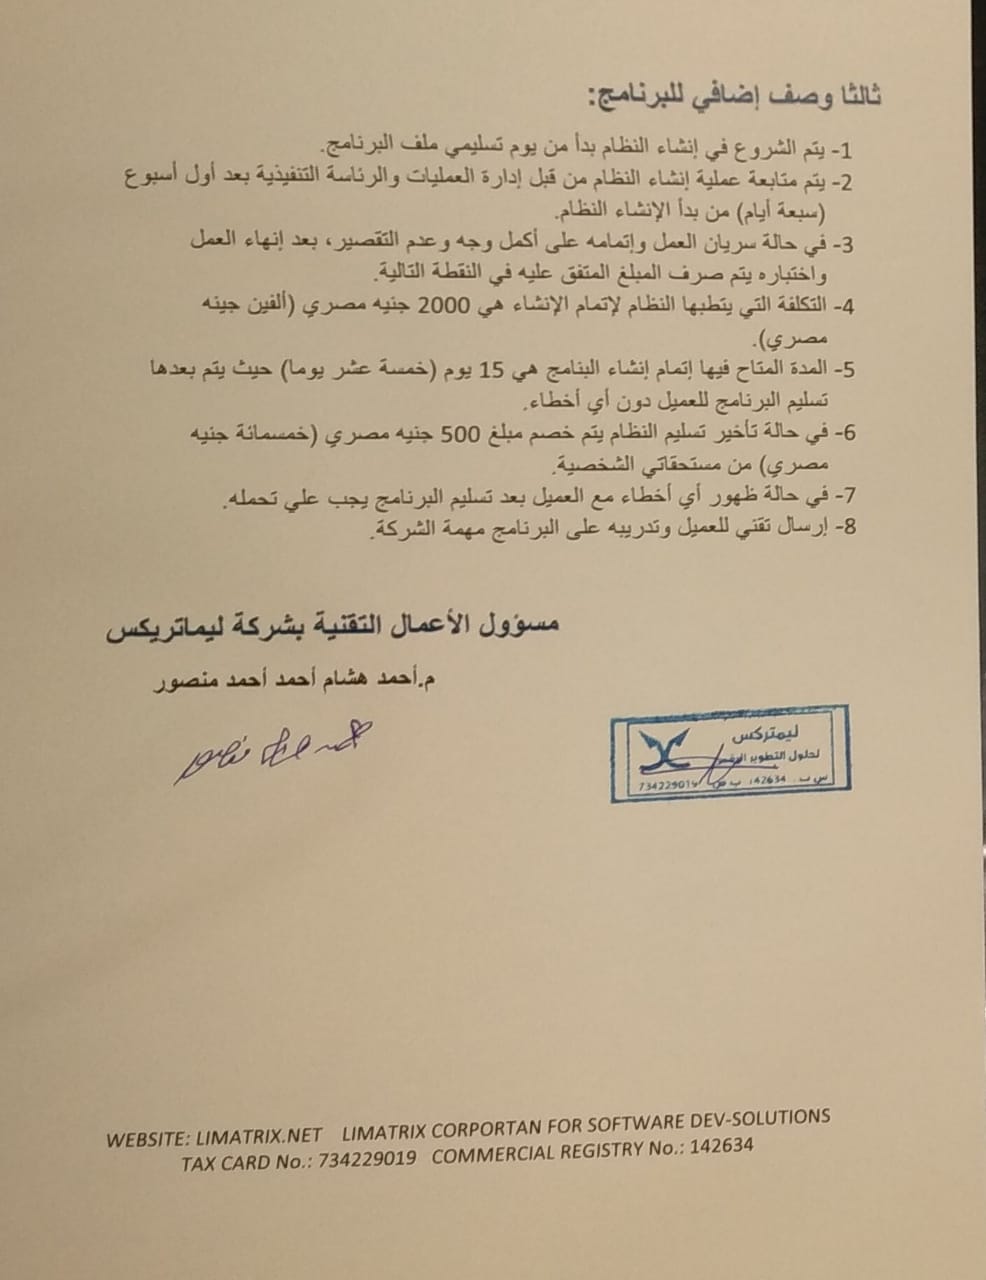 ثالثا وصف إضافي للبرنامج:
1- يتم الشروع في إنشاء النظام بدأ من يوم تسليمي ملف البرنامج.
2- يتم متابعة عملية إنشاء النظام من قبل إدارة العمليات والرئاسة التنفيذية بعد أول أسبوع
(سبعة أيام) من بدأ الإنشاء النظام.
3- في حالة سريان العمل وإتمامه على أكمل وجه وعدم التقصير، بعد إنهاء العمل
واختباره يتم صرف المبلغ المتفق عليه في النقطة التالية.
4- التكلفة التي يتطبها النظام لإتمام الإنشاء هي 2000 جنيه مصري (ألفين جينه
مصري).
5- المدة المتاح فيها إتمام إنشاء البنامج هي 15 يوم (خمسة عشر يوما) حيث يتم بعدها
تسليم البرنامج للعميل دون أي أخطاء.
6- في حالة تأخير تسليم النظام يتم خصم مبلغ 500 جنيه مصري (خمسمائة جنيه
مصري) من مستحقاتي الشخصية.
7- في حالة ظهور أي أخطاء مع العميل بعد تسليم البرنامج يجب علي تحمله.
8- إرسال تقني للعميل وتدريبه على البرنامج مهمة الشركة.
مسؤول الأعمال التقنية بشركة ليماتريكس
م.أحمد هشام أحمد أحمد منصور
ليمتركس
لحلول التطوير
س ت. 142634 ب ض 734229019
WEBSITE: LIMATRIX.NET LIMATRIX CORPORTAN FOR SOFTWARE DEV-SOLUTIONS
TAX CARD No.: 734229019 COMMERCIAL REGISTRY No.: 142634